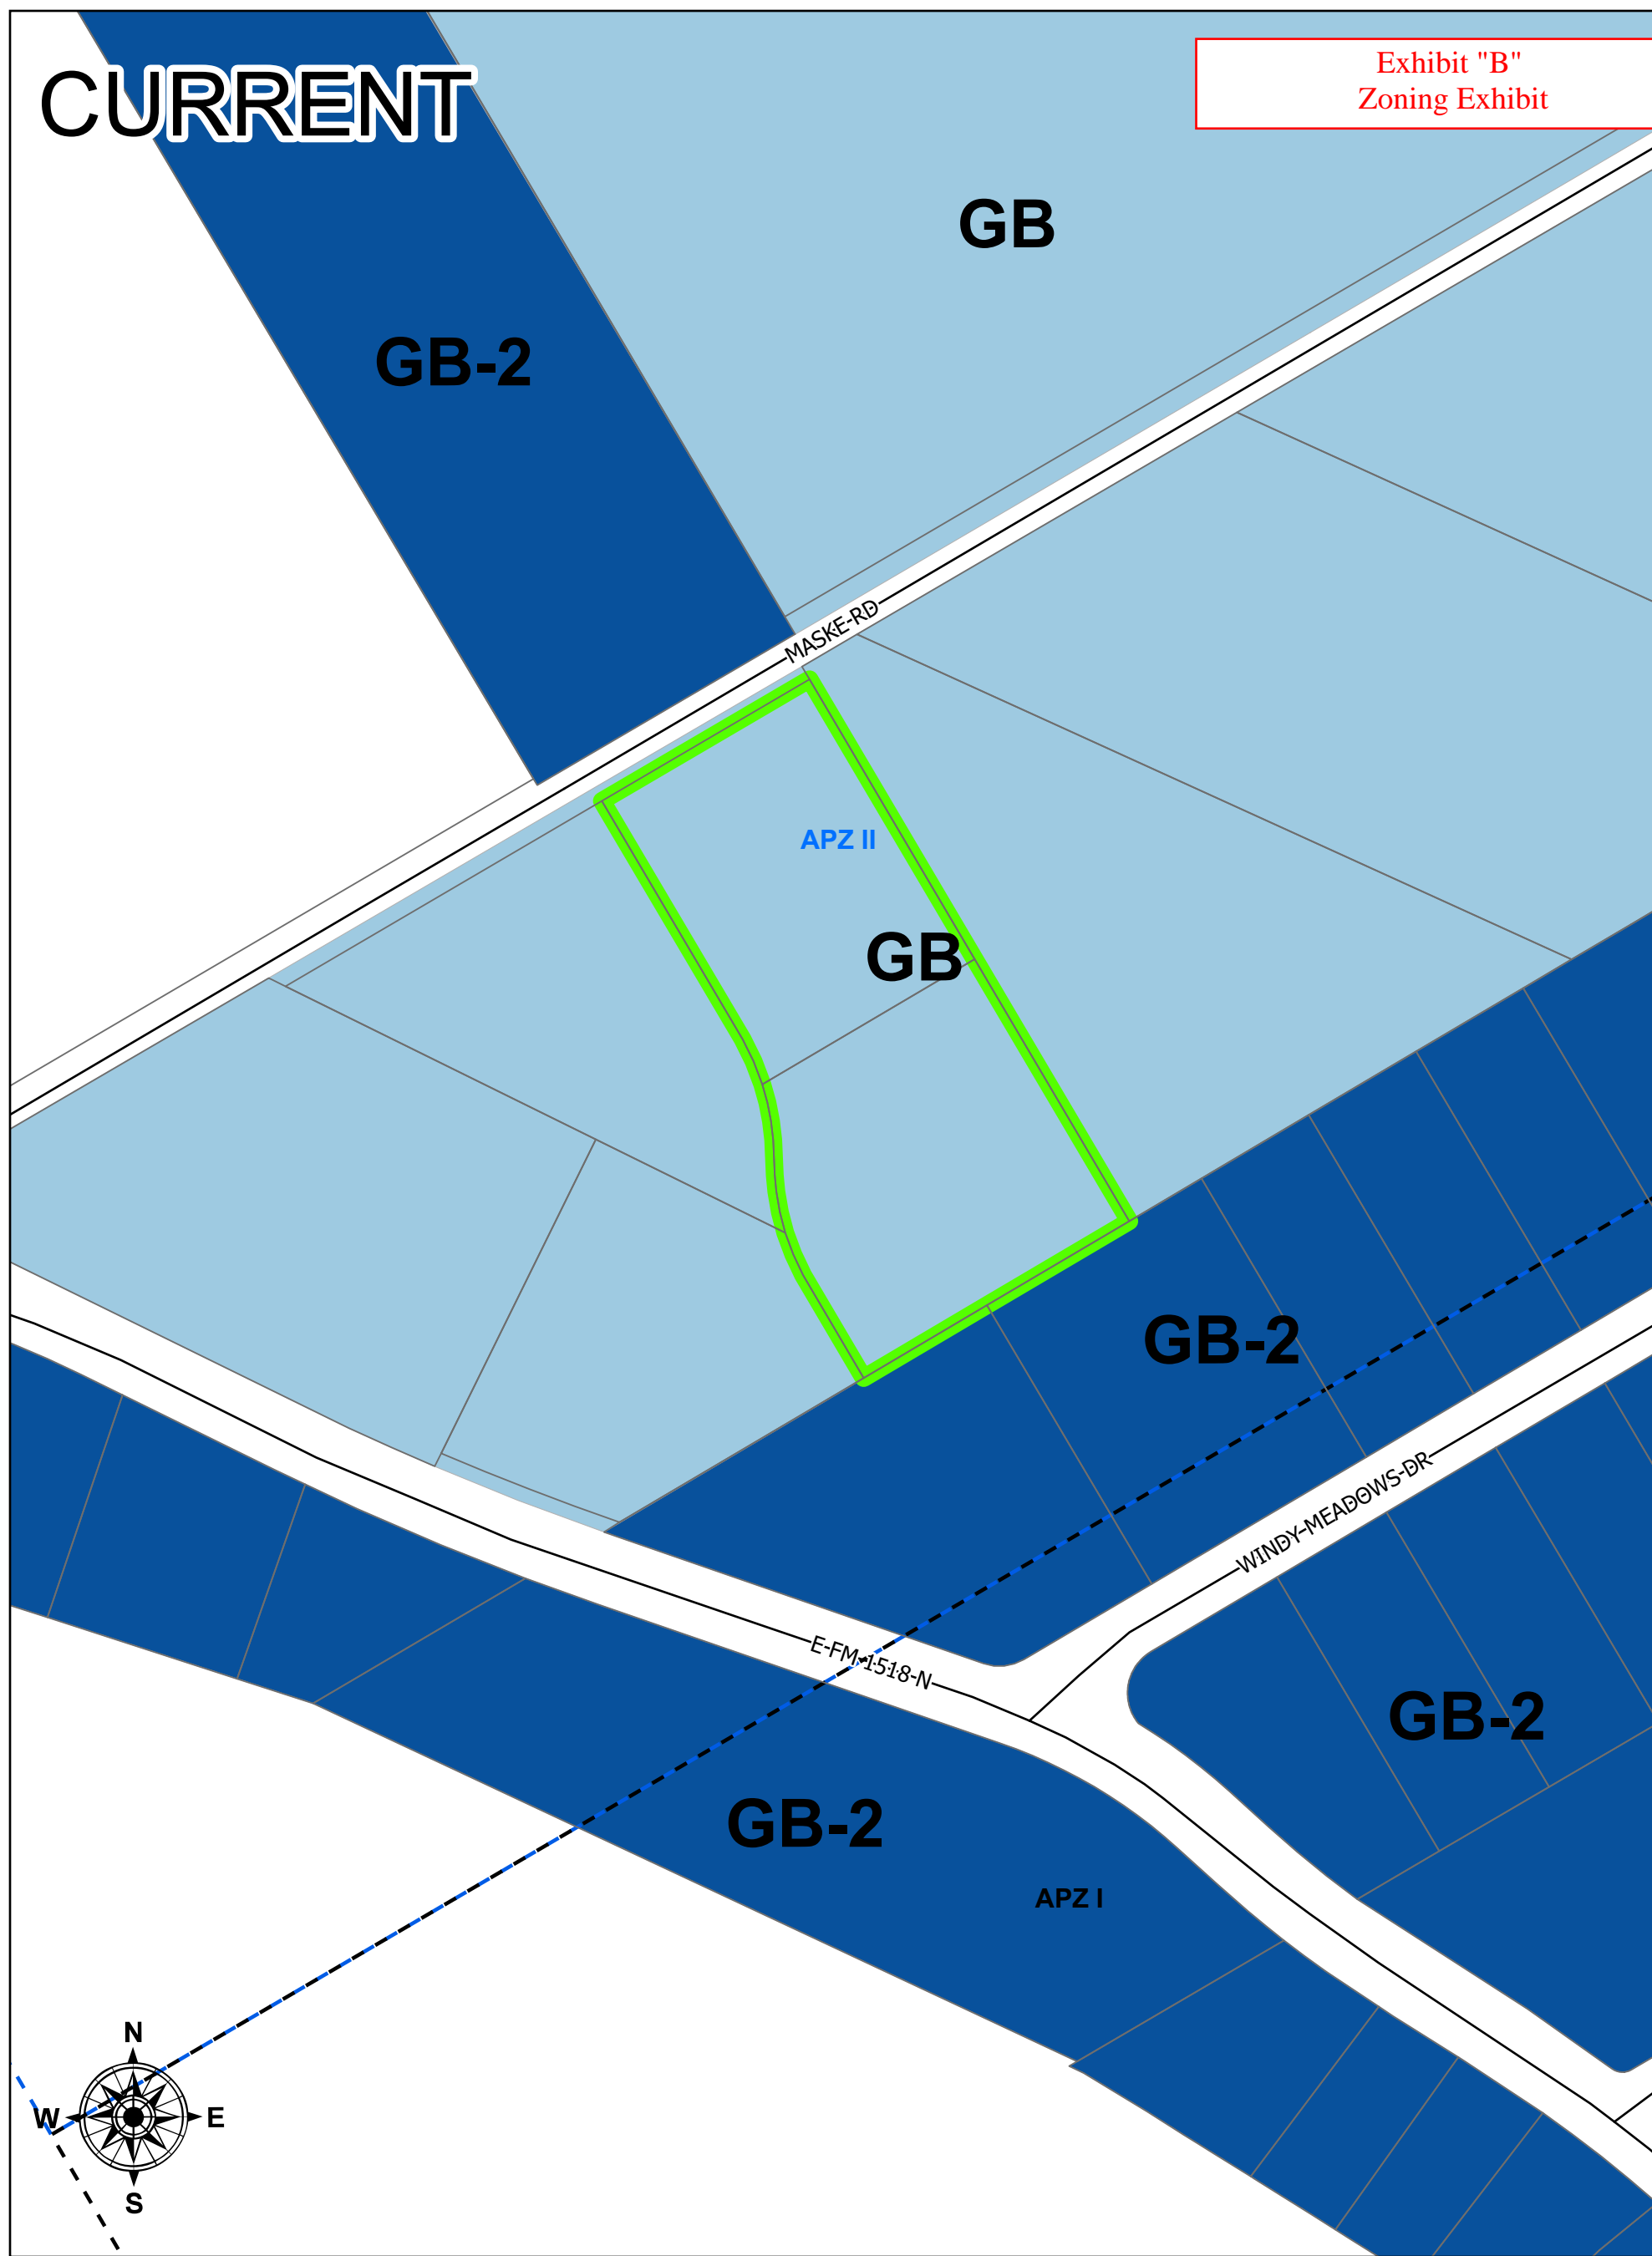 CURRENT
Exhibit "B"
Zoning Exhibit
GB
GB-2
MASKE-RD
APZ II
GB
GB-2
WINDY-MEADOWS-DR
E-FM-1518-N
GB-2
GB-2
APZ I
N
W
E
S